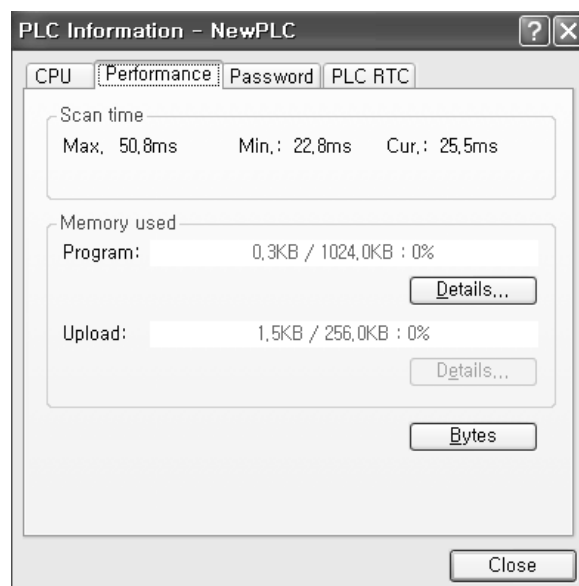 PLC Information - NewPLC
CPU Performance Password PLC RTC
Scan time
Max. 50.8ms Min.: 22.8ms Cur.: 25.5ms
Memory used
Program: 0.3KB / 1024.0KB : 0%
Details...
Upload: 1.5KB / 256.0KB : 0%
Details...
Bytes
Close